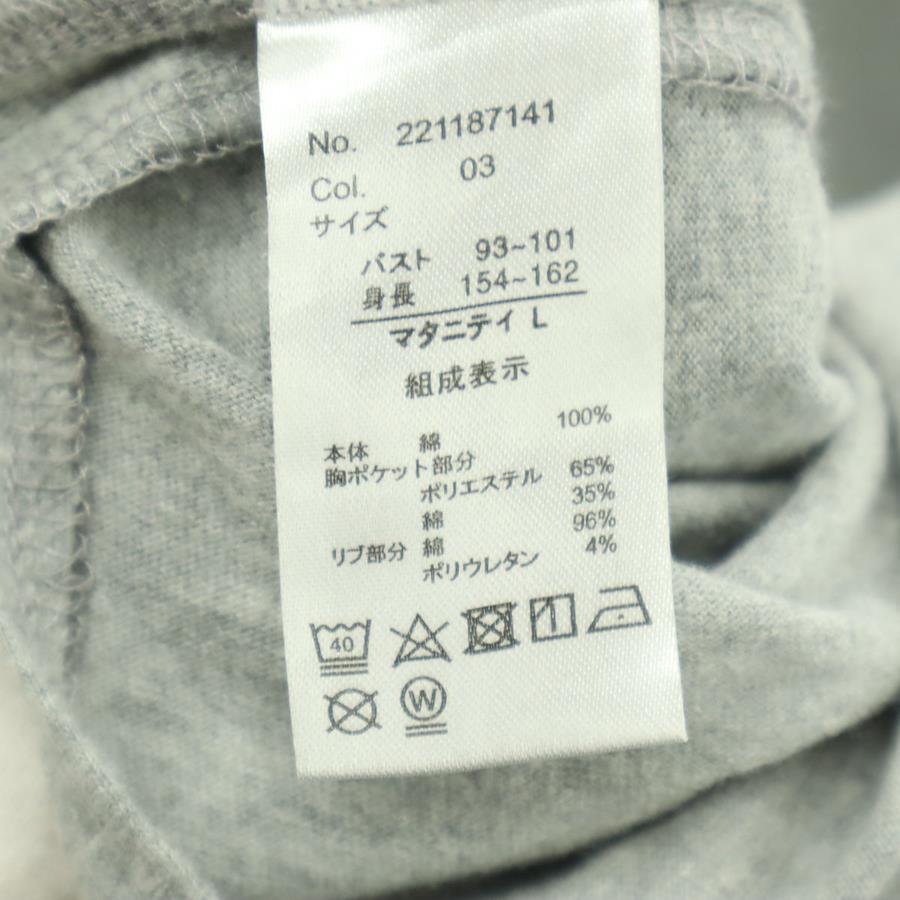 No. 221187141
Col. 03
サイズ
バスト 93~101
身長 154~162
マタニティ L
組成表示
本体 綿 100%
胸ポケット部分
ポリエステル 65%
綿 35%
リブ部分 綿 96%
ポリウレタン 4%
40
W